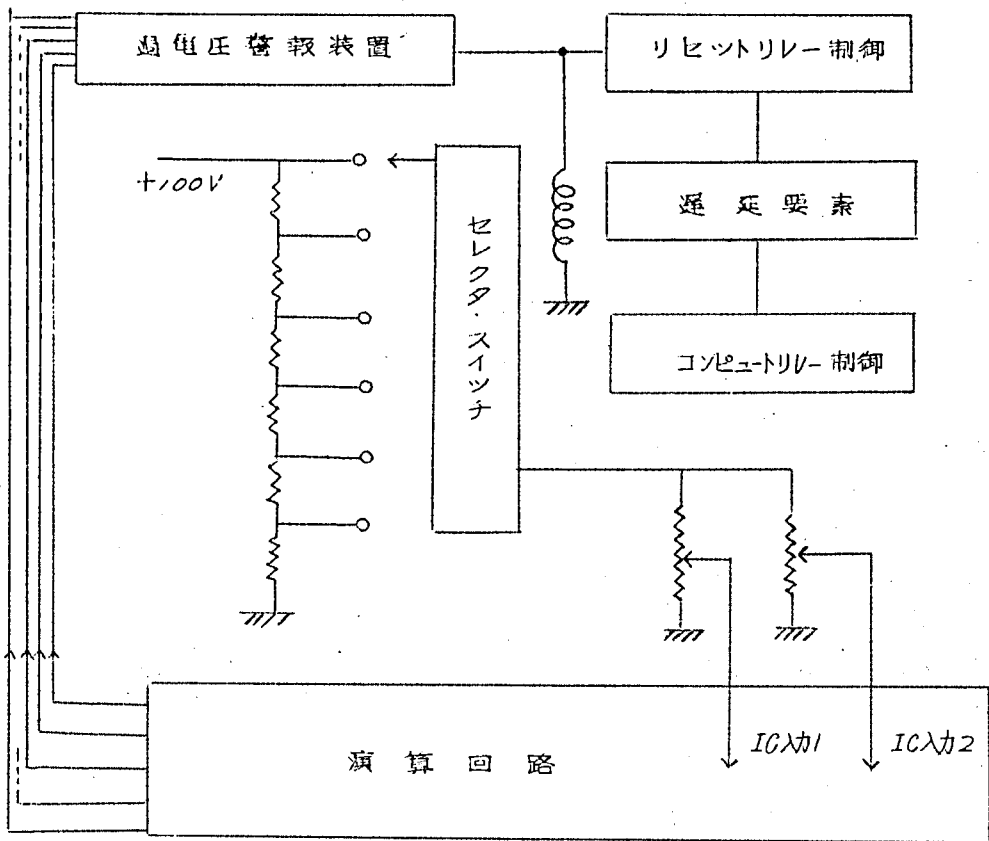 過電圧警報装置
リセットリレー制御
+100V
セレクタ・スイッチ
遅延要素
コンピュートリレー制御
IC入力1
IC入力2
演算回路